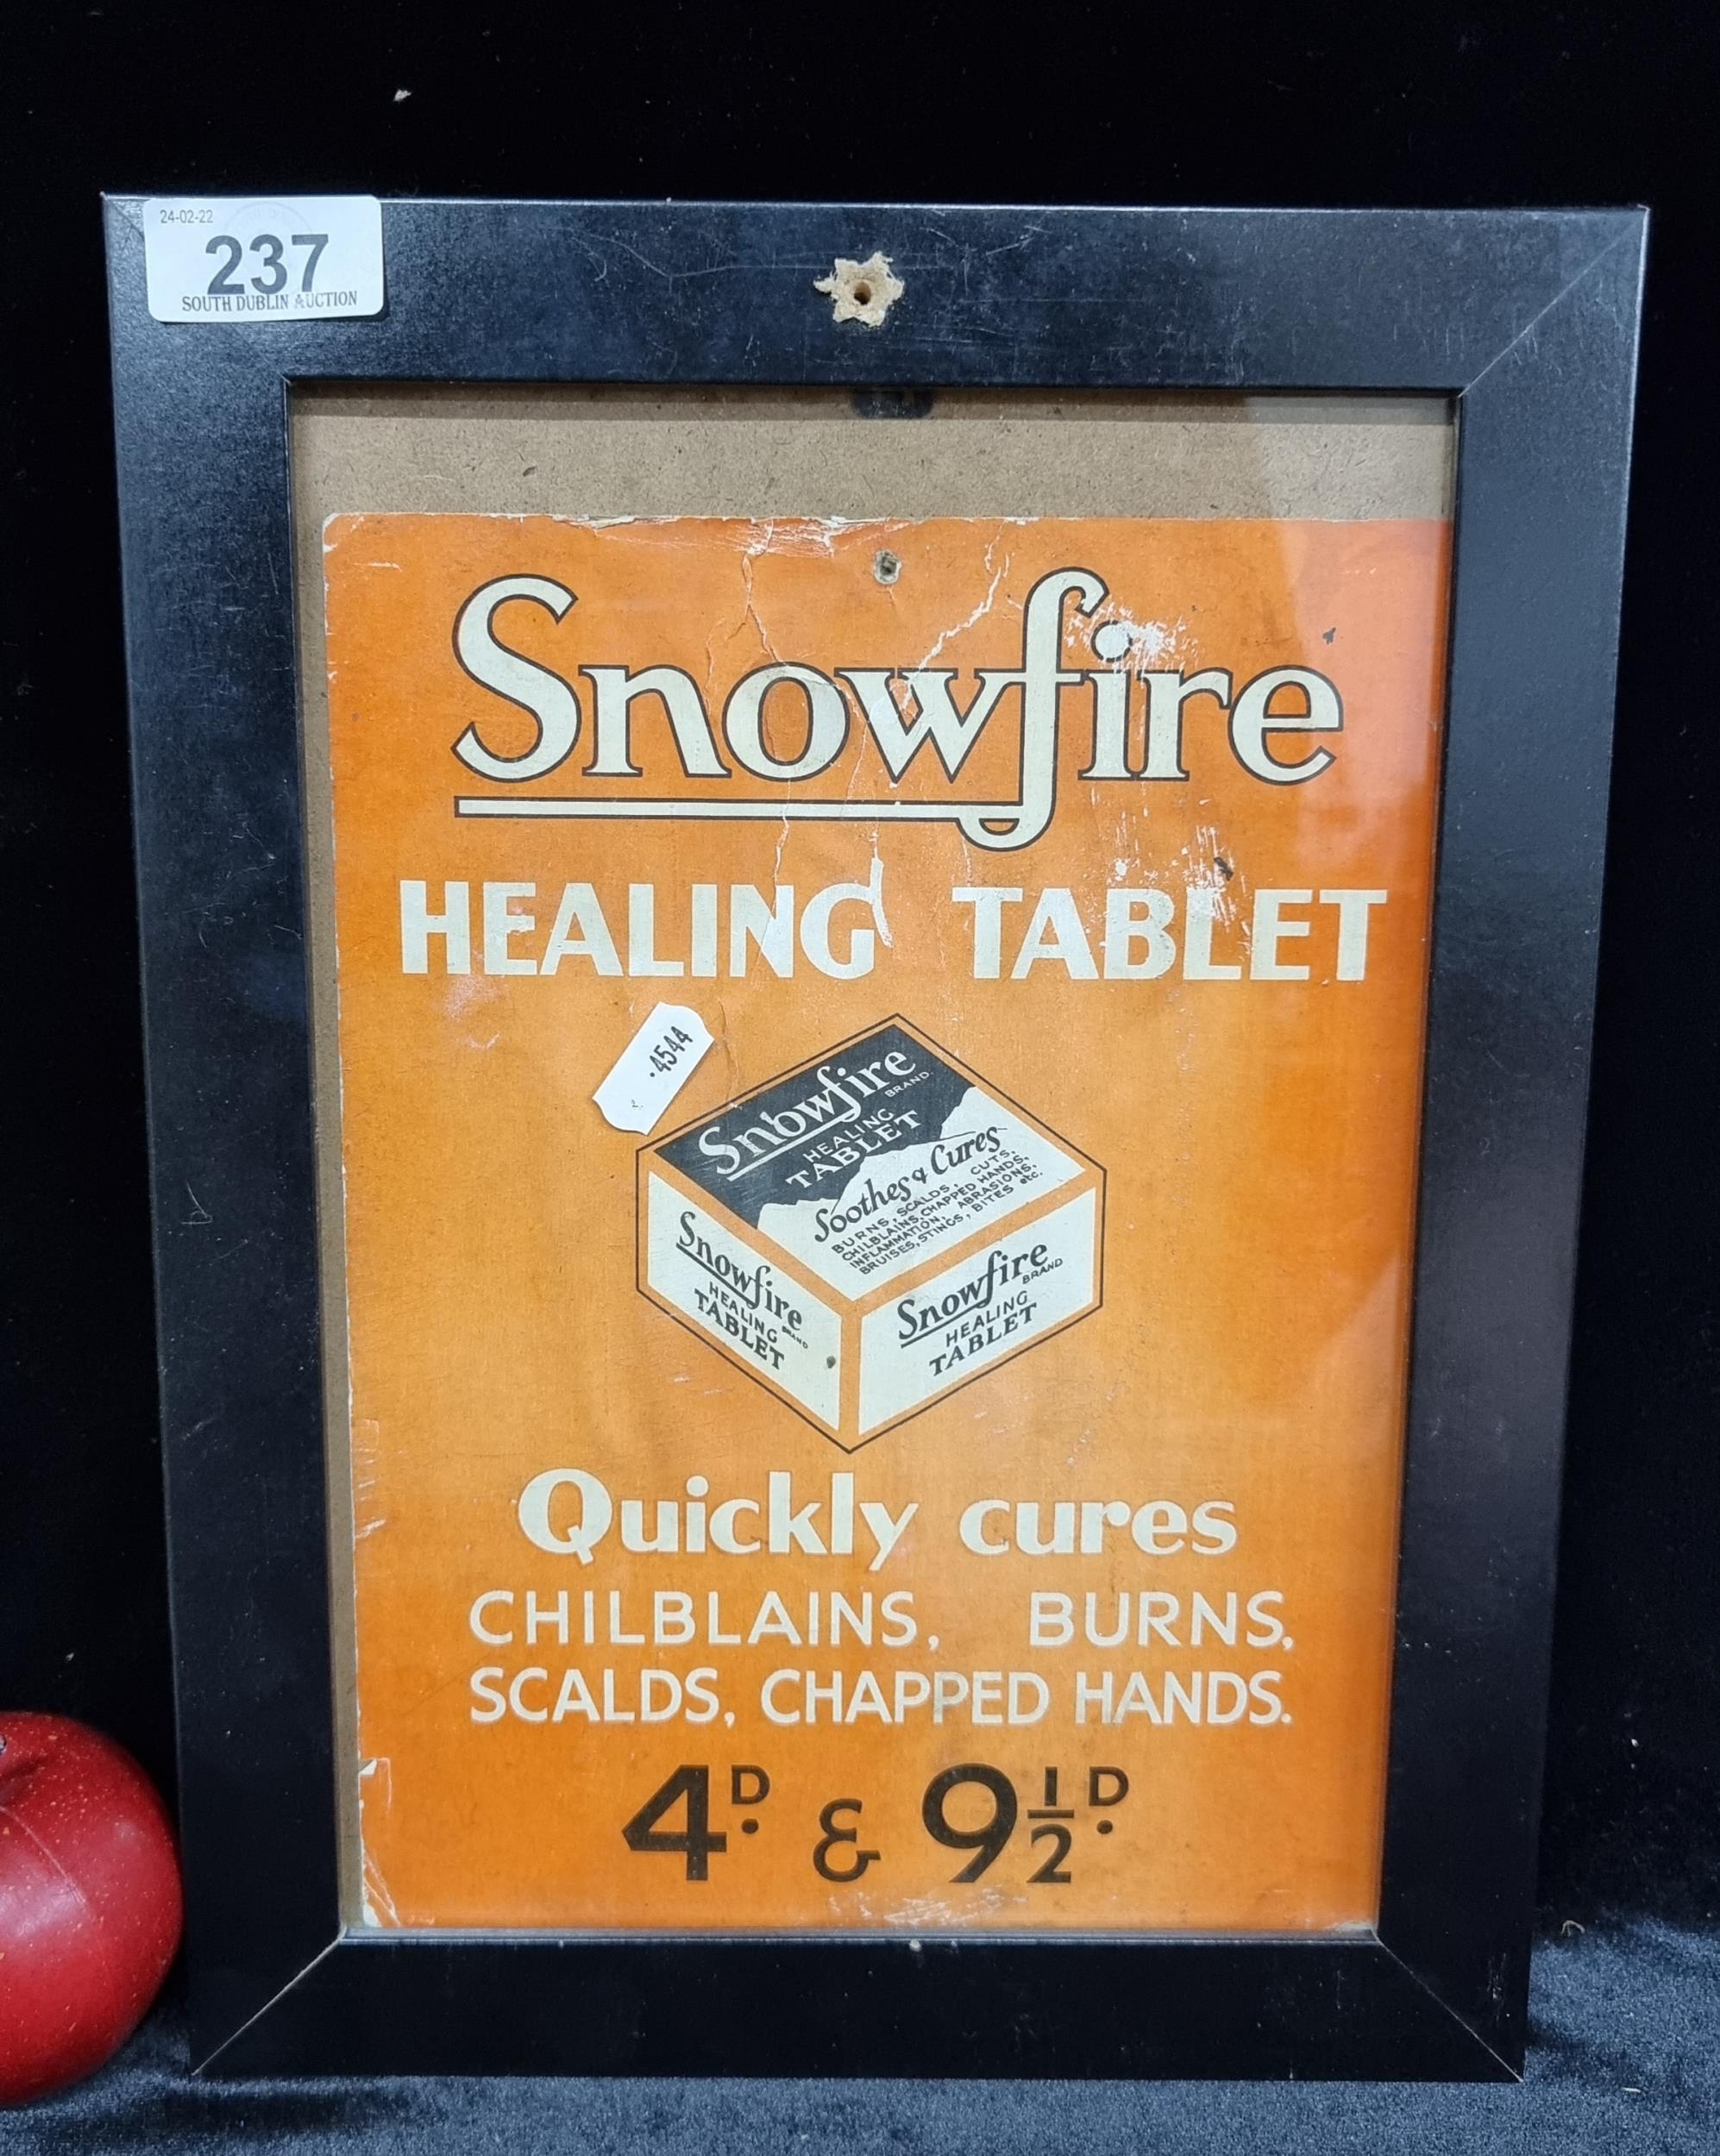 24-02-22
237
SOUTH DUBLIN AUCTION
Snowfire
HEALING TABLET
.4544
Snowfire
BRAND
HEALING
TABLET
Soothes & Cures
BURNS, SCALDS, CUTS,
CHILBLAINS, CHAPPED HANDS,
INFLAMMATION, ABRASIONS,
BRUISES, STINGS, BITES etc.
Snowfire
BRAND
HEALING
TABLET
Snowfire
BRAND
HEALING
TABLET
Quickly cures
CHILBLAINS, BURNS,
SCALDS, CHAPPED HANDS.
4D. & 9½D.